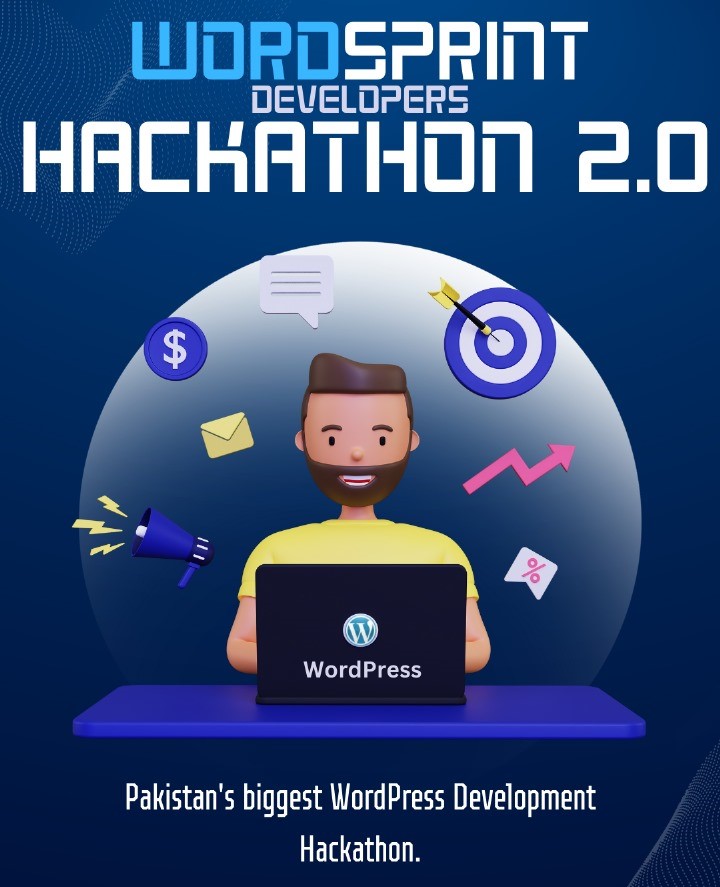 WORDSPRINT
DEVELOPERS
HACKATHON 2.0
$
%
W
WordPress
Pakistan's biggest WordPress Development
Hackathon.